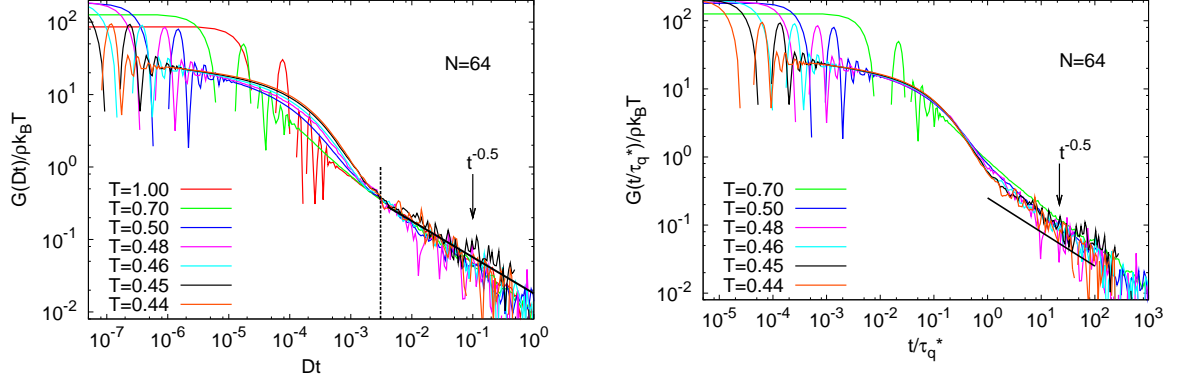 G(Dt)/ρk_BT
10^2
10^1
10^0
10^-1
10^-2
N=64
t^-0.5
T=1.00
T=0.70
T=0.50
T=0.48
T=0.46
T=0.45
T=0.44
10^-7 10^-6 10^-5 10^-4 10^-3 10^-2 10^-1 10^0
Dt
G(t/τ_q^*)/ρk_BT
10^2
10^1
10^0
10^-1
10^-2
N=64
t^-0.5
T=0.70
T=0.50
T=0.48
T=0.46
T=0.45
T=0.44
10^-5 10^-4 10^-3 10^-2 10^-1 10^0 10^1 10^2 10^3
t/τ_q^*